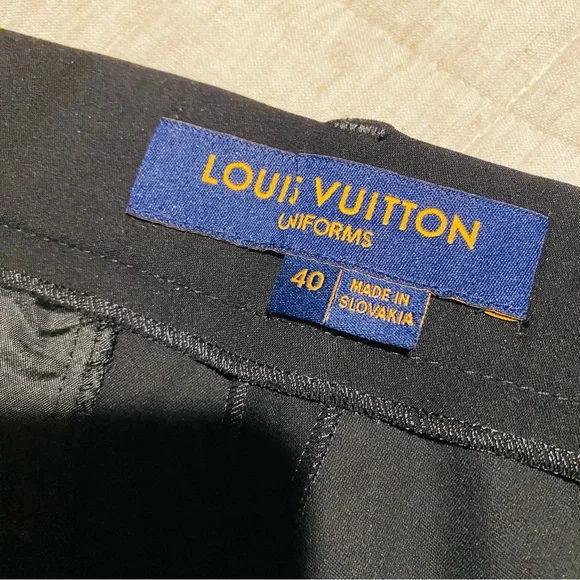 LOUIS VUITTON
UNIFORMS
40
MADE IN
SLOVAKIA